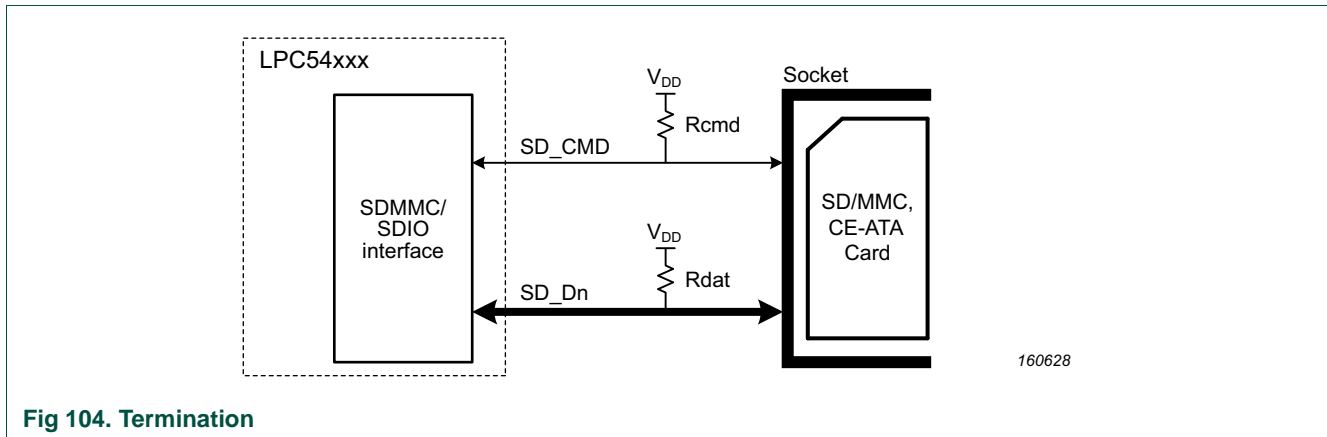 LPC54xxx
SDMMC/
SDIO
interface
VDD
Rcmd
SD_CMD
VDD
Rdat
SD_Dn
Socket
SD/MMC,
CE-ATA
Card
160628
Fig 104. Termination